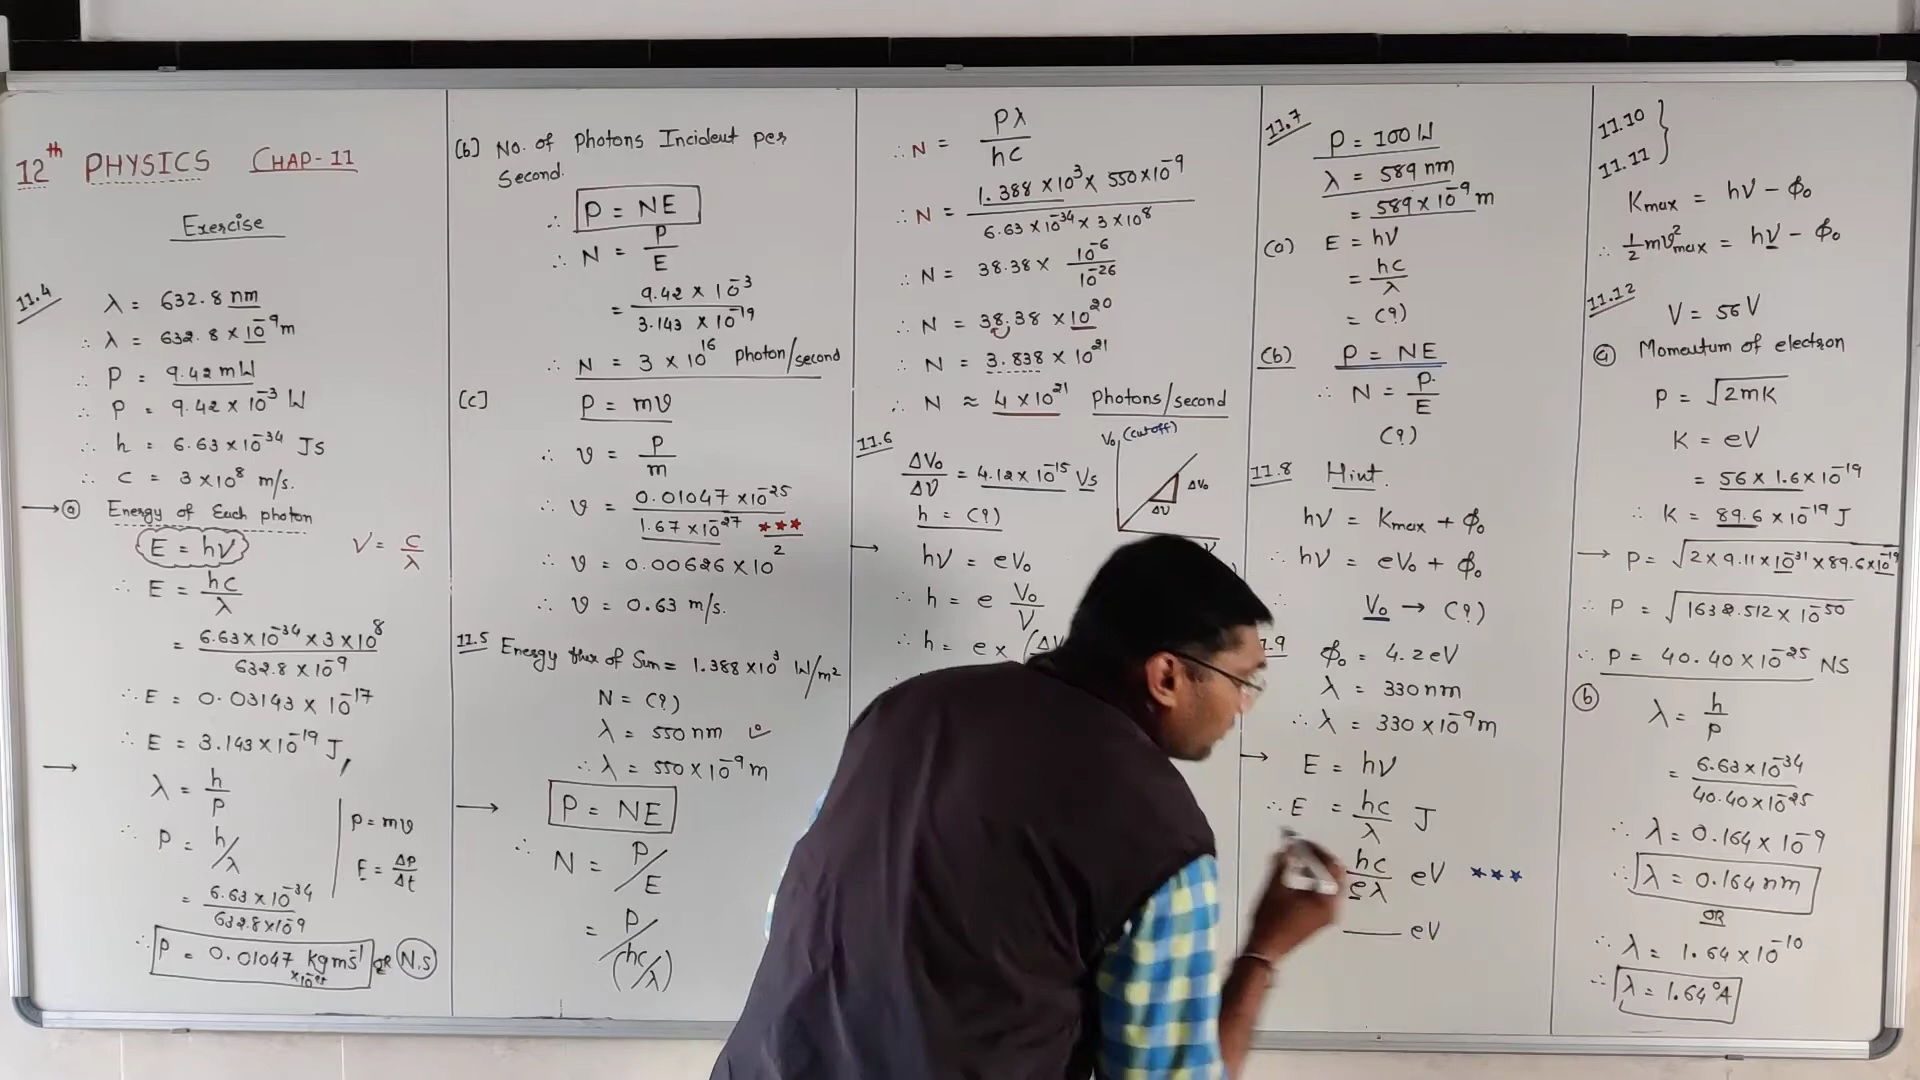 12th PHYSICS CHAP-11
Exercise
11.4 λ = 632.8 nm
∴ λ = 632.8 × 10⁻⁹ m
∴ P = 9.42 mW
∴ P = 9.42 × 10⁻³ W
∴ h = 6.63 × 10⁻³⁴ Js
∴ c = 3 × 10⁸ m/s.
→ ⓐ Energy of Each photon
E = hν ν = c/λ
∴ E = hc/λ
= 6.63 × 10⁻³⁴ × 3 × 10⁸ / 632.8 × 10⁻⁹
∴ E = 0.03143 × 10⁻¹⁷
∴ E = 3.143 × 10⁻¹⁹ J,
→ λ = h/p
∴ P = h/λ
P = mϑ
F = ΔP/Δt
= 6.63 × 10⁻³⁴ / 632.8 × 10⁻⁹
∴ P = 0.01047 × 10⁻²⁵ kgms⁻¹ OR N.S
(b) No. of Photons Incident per
Second.
∴ P = NE
∴ N = P/E
= 9.42 × 10⁻³ / 3.143 × 10⁻¹⁹
∴ N = 3 × 10¹⁶ Photon/second
[c] P = mϑ
∴ ϑ = P/m
∴ ϑ = 0.01047 × 10⁻²⁵ / 1.67 × 10⁻²⁷ ***
∴ ϑ = 0.00626 × 10²
∴ ϑ = 0.63 m/s.
11.5 Energy flux of Sun = 1.388 × 10³ W/m²
N = (?)
λ = 550 nm
∴ λ = 550 × 10⁻⁹ m
→ P = NE
∴ N = P/E
= P/(hc/λ)
∴ N = Pλ/hc
∴ N = 1.388 × 10³ × 550 × 10⁻⁹ / 6.63 × 10⁻³⁴ × 3 × 10⁸
∴ N = 38.38 × 10⁻⁶/10⁻²⁶
∴ N = 38.38 × 10²⁰
∴ N = 3.838 × 10²¹
∴ N ≈ 4 × 10²¹ photons/second
11.6 V₀ (cutoff)
ΔV₀/Δν = 4.12 × 10⁻¹⁵ Vs
ΔV₀
Δν
h = (?)
→ hν = eV₀
∴ h = e V₀/ν
∴ h = e ×
11.7 P = 100 W
λ = 589 nm
= 589 × 10⁻⁹ m
(a) E = hν
= hc/λ
= (?)
(b) P = NE
∴ N = P/E
(?)
11.8 Hint.
hν = Kmax + ϕ₀
∴ hν = eV₀ + ϕ₀
V₀ → (?)
ϕ₀ = 4.2 eV
λ = 330 nm
∴ λ = 330 × 10⁻⁹ m
→ E = hν
∴ E = hc/λ J
hc/eλ eV ***
___ eV
11.10
11.11
Kmax = hν - ϕ₀
∴ ½mϑ²max = hν - ϕ₀
11.12 V = 56 V
ⓐ Momentum of electron
P = √2mK
K = eV
= 56 × 1.6 × 10⁻¹⁹
∴ K = 89.6 × 10⁻¹⁹ J
→ P = √2 × 9.11 × 10⁻³¹ × 89.6 × 10⁻¹⁹
∴ P = √1632.512 × 10⁻⁵⁰
∴ P = 40.40 × 10⁻²⁵ NS
ⓑ λ = h/p
= 6.63 × 10⁻³⁴ / 40.40 × 10⁻²⁵
∴ λ = 0.164 × 10⁻⁹
∴ λ = 0.164 nm
OR
∴ λ = 1.64 × 10⁻¹⁰
∴ λ = 1.64 °A